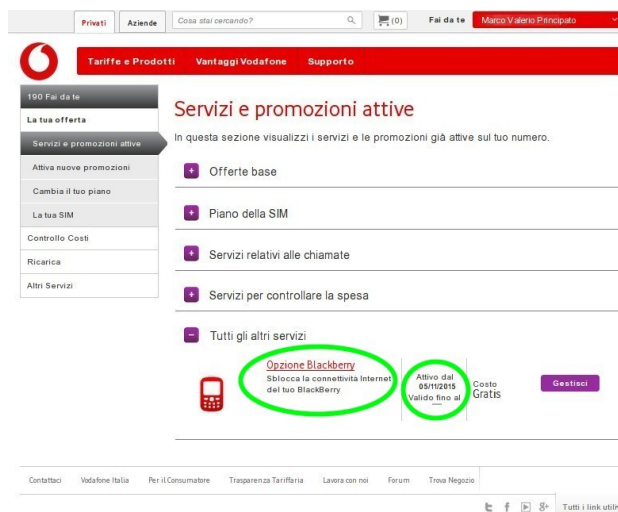 Privati
Aziende
Cosa stai cercando?
(0)
Fai da te
Marco Valerio Principato
Tariffe e Prodotti
Vantaggi Vodafone
Supporto
190 Fai da te
La tua offerta
Servizi e promozioni attive
Attiva nuove promozioni
Cambia il tuo piano
La tua SIM
Controllo Costi
Ricarica
Altri Servizi
Servizi e promozioni attive
In questa sezione visualizzi i servizi e le promozioni già attive sul tuo numero.
Offerte base
Piano della SIM
Servizi relativi alle chiamate
Servizi per controllare la spesa
Tutti gli altri servizi
Opzione Blackberry
Sblocca la connettività Internet
del tuo BlackBerry
Attivo dal
05/11/2015
Valido fino al
—
Costo
Gratis
Gestisci
Contattaci
Vodafone Italia
Per il Consumatore
Trasparenza Tariffaria
Lavora con noi
Forum
Trova Negozio
Tutti i link utili